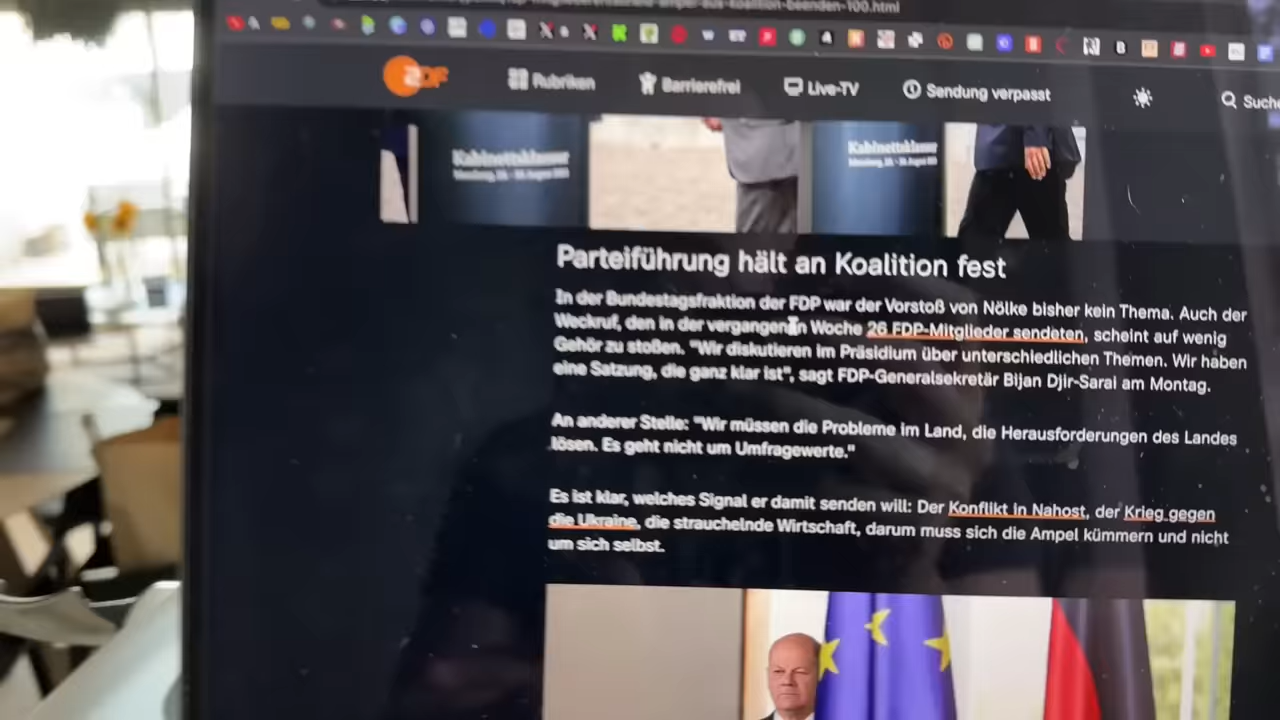 koalition-beenden-100.html
ZDF
Rubriken
Barrierefrei
Live-TV
Sendung verpasst
Suche
Kabinettsklausur
Kabinettsklausur
Parteiführung hält an Koalition fest
In der Bundestagsfraktion der FDP war der Vorstoß von Nölke bisher kein Thema. Auch der
Weckruf, den in der vergangenen Woche 26 FDP-Mitglieder sendeten, scheint auf wenig
Gehör zu stoßen. "Wir diskutieren im Präsidium über unterschiedlichen Themen. Wir haben
eine Satzung, die ganz klar ist", sagt FDP-Generalsekretär Bijan Djir-Sarai am Montag.
An anderer Stelle: "Wir müssen die Probleme im Land, die Herausforderungen des Landes
lösen. Es geht nicht um Umfragewerte."
Es ist klar, welches Signal er damit senden will: Der Konflikt in Nahost, der Krieg gegen
die Ukraine, die strauchelnde Wirtschaft, darum muss sich die Ampel kümmern und nicht
um sich selbst.